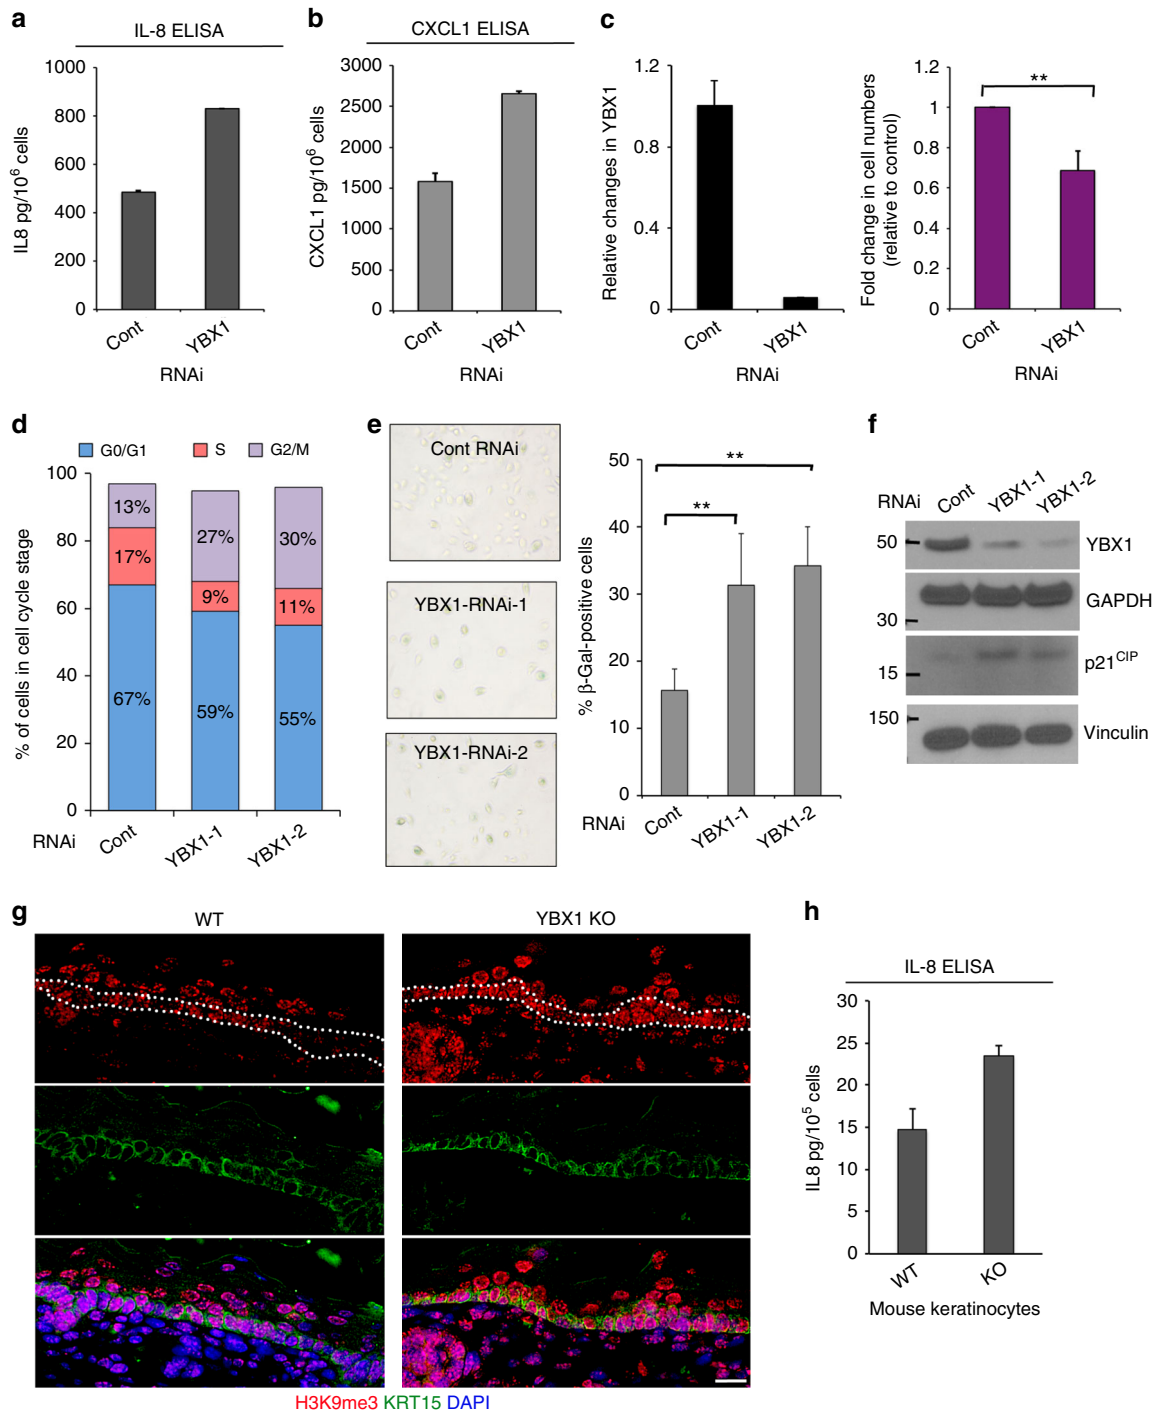 a
IL-8 ELISA
1000
800
600
400
200
0
IL8 pg/10⁶ cells
Cont
YBX1
RNAi
b
CXCL1 ELISA
3000
2500
2000
1500
1000
500
0
CXCL1 pg/10⁶ cells
Cont
YBX1
RNAi
c
1.2
0.8
0.4
0
Relative changes in YBX1
Cont
YBX1
RNAi
1.2
1
0.8
0.6
0.4
0.2
0
Fold change in cell numbers
(relative to control)
**
Cont
YBX1
RNAi
d
G0/G1
S
G2/M
100
80
60
40
20
0
% of cells in cell cycle stage
13%
17%
67%
27%
9%
59%
30%
11%
55%
RNAi
Cont
YBX1-1
YBX1-2
e
Cont RNAi
YBX1-RNAi-1
YBX1-RNAi-2
50
40
30
20
10
0
% β-Gal-positive cells
**
**
RNAi
Cont
YBX1-1
YBX1-2
f
RNAi
Cont
YBX1-1
YBX1-2
50
YBX1
GAPDH
30
p21ᶜᴵᴾ
15
150
Vinculin
g
WT
YBX1 KO
H3K9me3 KRT15 DAPI
h
IL-8 ELISA
30
25
20
15
10
5
0
IL8 pg/10⁵ cells
WT
KO
Mouse keratinocytes